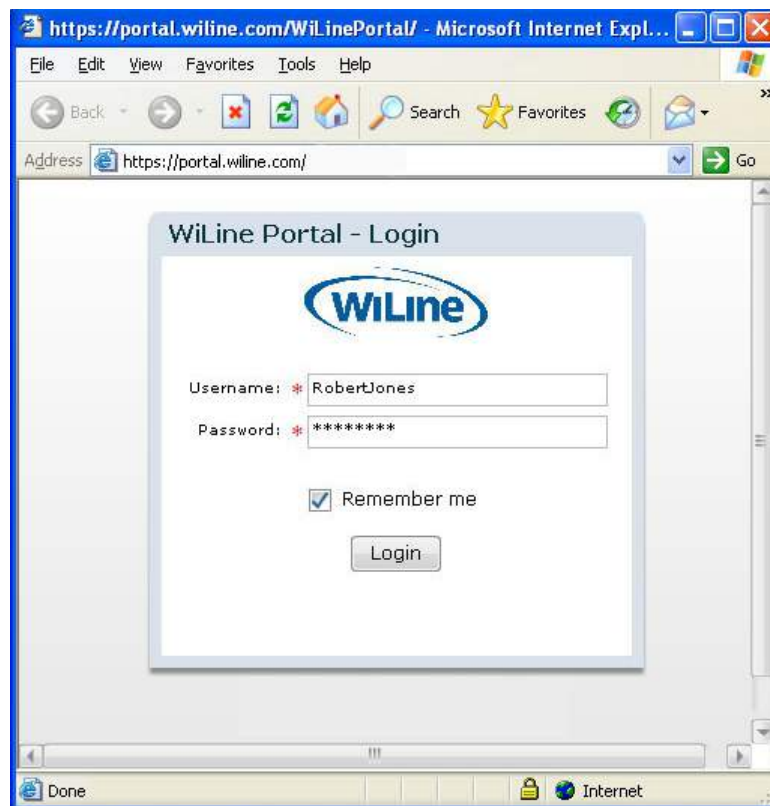 https://portal.wiline.com/WiLinePortal/ - Microsoft Internet Expl...
File Edit View Favorites Tools Help
Back Search Favorites »
Address https://portal.wiline.com/ Go
WiLine Portal - Login
WiLine
Username: * RobertJones
Password: * ********
Remember me
Login
Done Internet